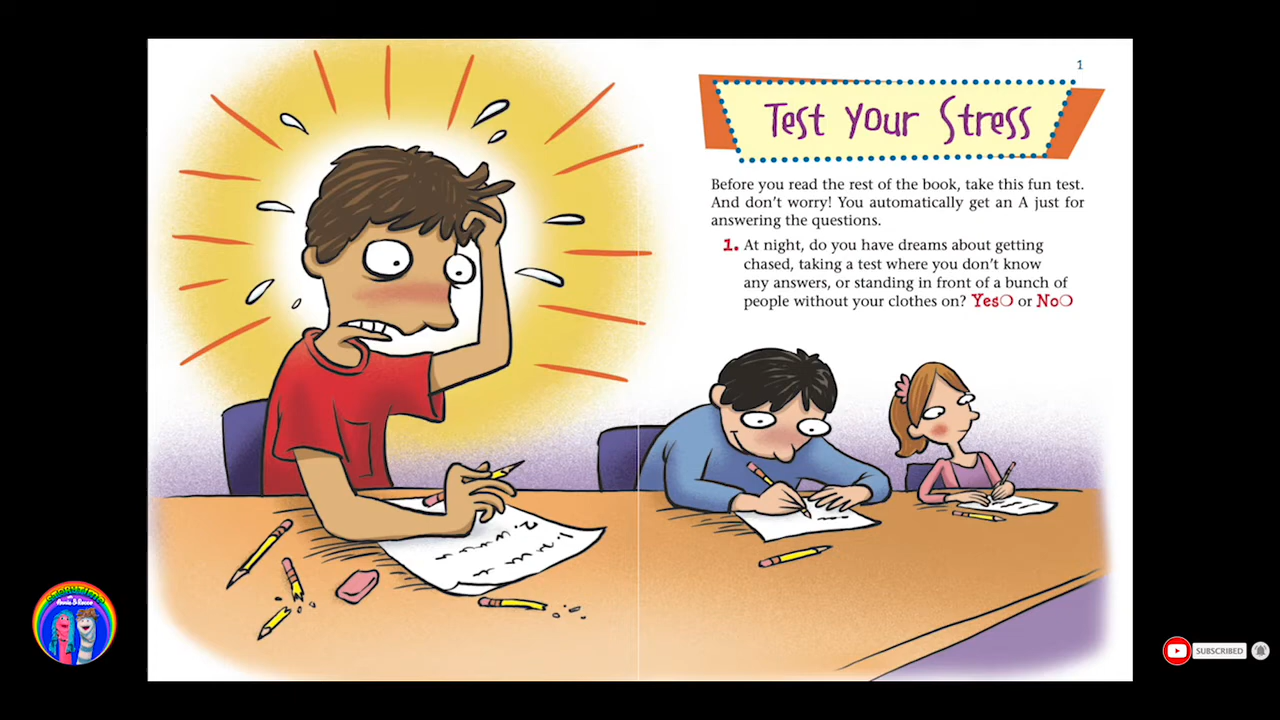 1
Test Your Stress
Before you read the rest of the book, take this fun test.
And don't worry! You automatically get an A just for
answering the questions.
1. At night, do you have dreams about getting
chased, taking a test where you don't know
any answers, or standing in front of a bunch of
people without your clothes on? Yes❍ or No❍
1.
2.
SUBSCRIBED